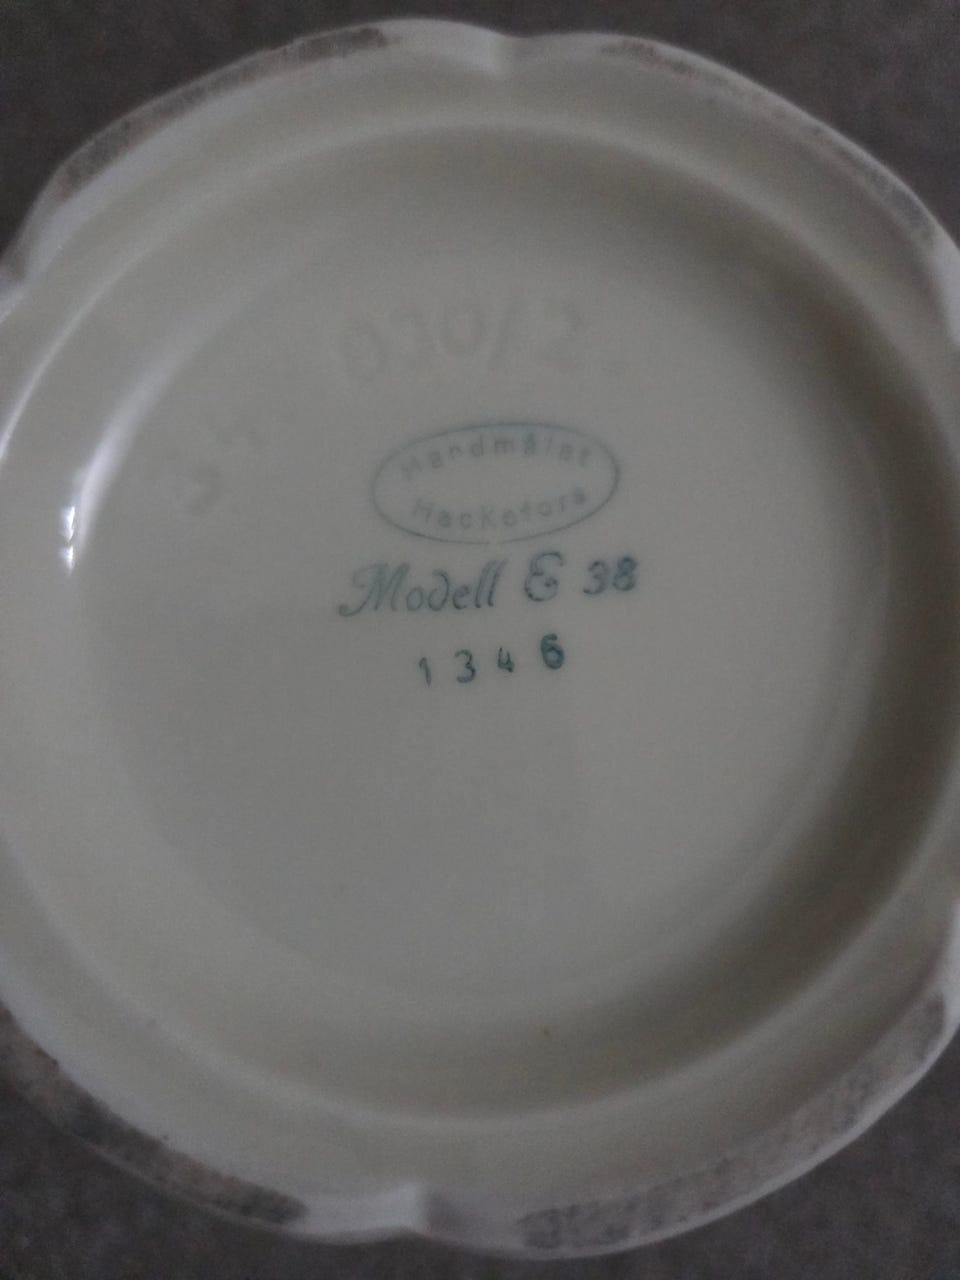 Handmålat
Hackefors
Modell E 38
1346